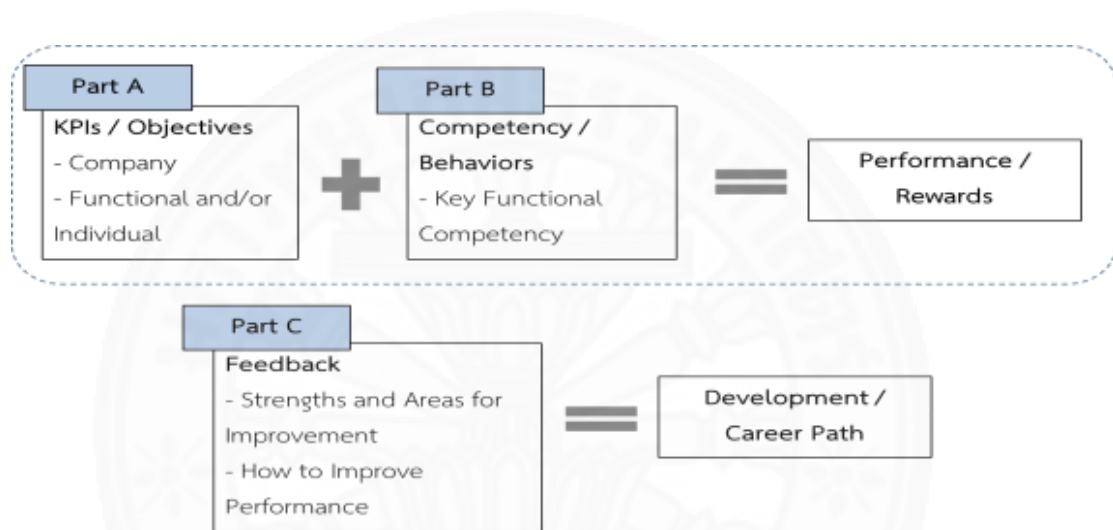 Part A
KPIs / Objectives
- Company
- Functional and/or
Individual
Part B
Competency /
Behaviors
- Key Functional
Competency
Performance /
Rewards
Part C
Feedback
- Strengths and Areas for
Improvement
- How to Improve
Performance
Development /
Career Path